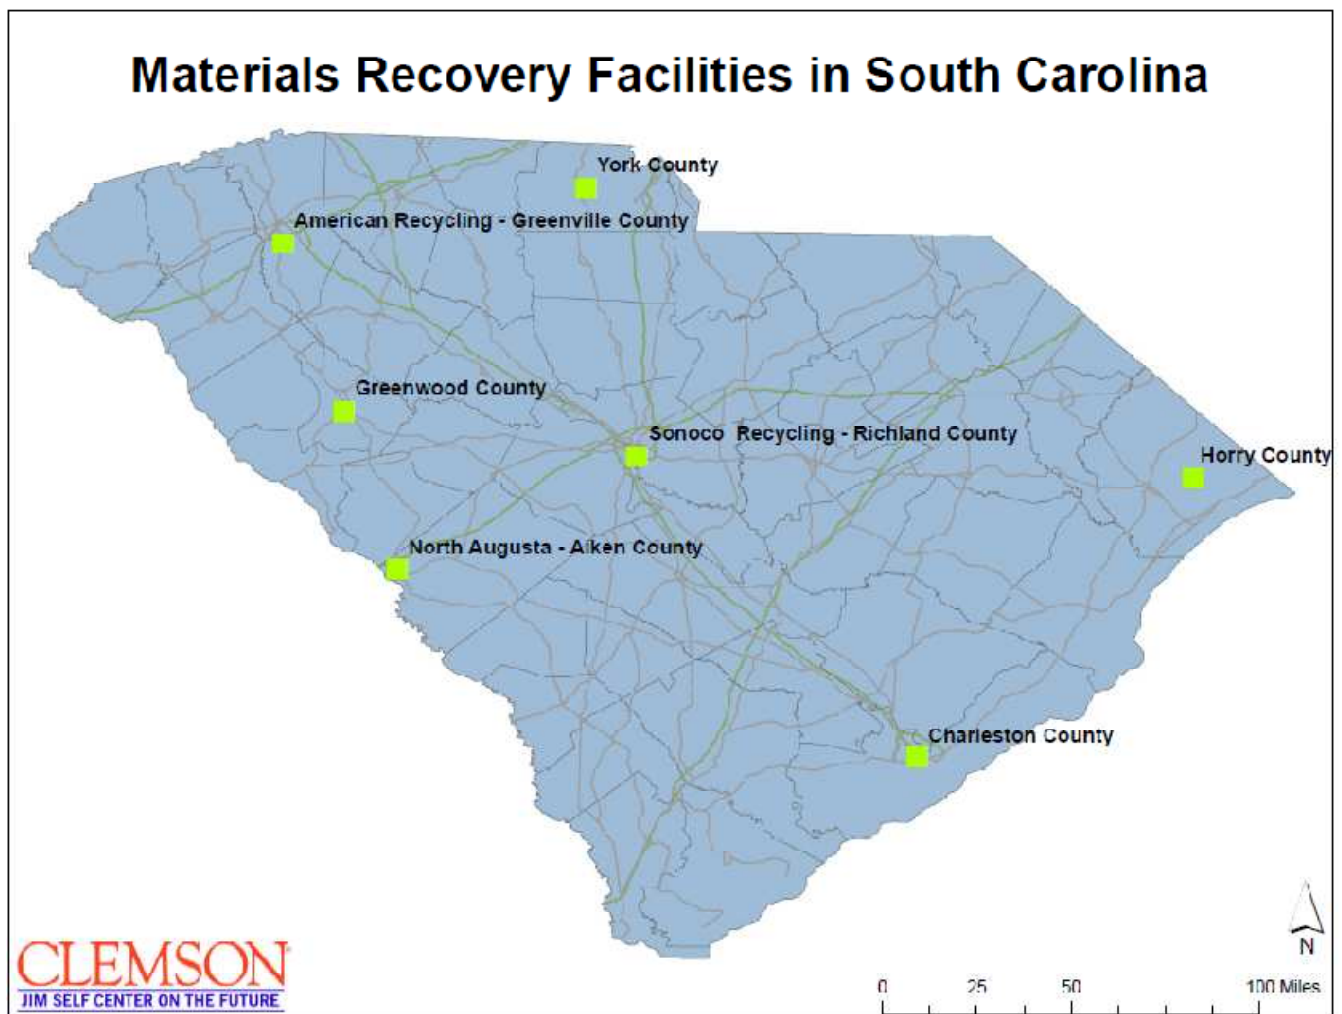 Materials Recovery Facilities in South Carolina
York County
American Recycling - Greenville County
Greenwood County
Sonoco Recycling - Richland County
Horry County
North Augusta - Aiken County
Charleston County
N
CLEMSON
JIM SELF CENTER ON THE FUTURE
0 25 50 100 Miles